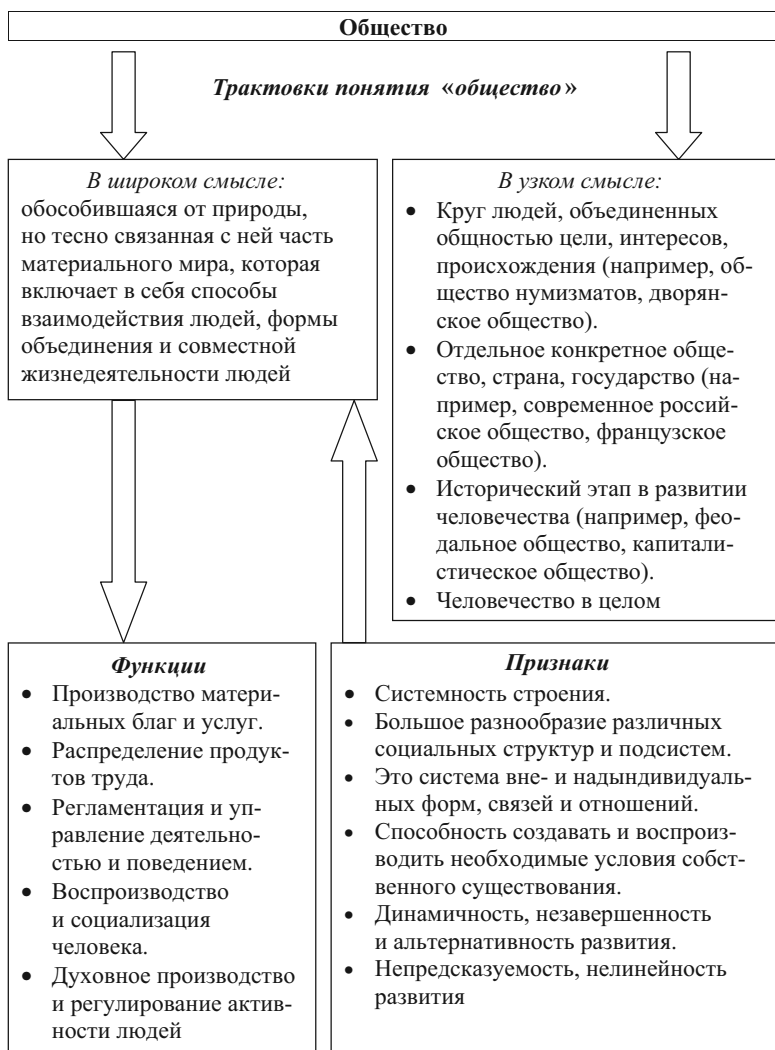 Общество
Трактовки понятия «общество»
В широком смысле:
обособившаяся от природы,
но тесно связанная с ней часть
материального мира, которая
включает в себя способы
взаимодействия людей, формы
объединения и совместной
жизнедеятельности людей
В узком смысле:
• Круг людей, объединенных
общностью цели, интересов,
происхождения (например, об-
щество нумизматов, дворян-
ское общество).
• Отдельное конкретное обще-
ство, страна, государство (на-
пример, современное россий-
ское общество, французское
общество).
• Исторический этап в развитии
человечества (например, фео-
дальное общество, капитали-
стическое общество).
• Человечество в целом
Функции
• Производство матери-
альных благ и услуг.
• Распределение продук-
тов труда.
• Регламентация и уп-
равление деятельно-
стью и поведением.
• Воспроизводство
и социализация
человека.
• Духовное производство
и регулирование актив-
ности людей
Признаки
• Системность строения.
• Большое разнообразие различных
социальных структур и подсистем.
• Это система вне- и надындивидуаль-
ных форм, связей и отношений.
• Способность создавать и воспроиз-
водить необходимые условия собст-
венного существования.
• Динамичность, незавершенность
и альтернативность развития.
• Непредсказуемость, нелинейность
развития